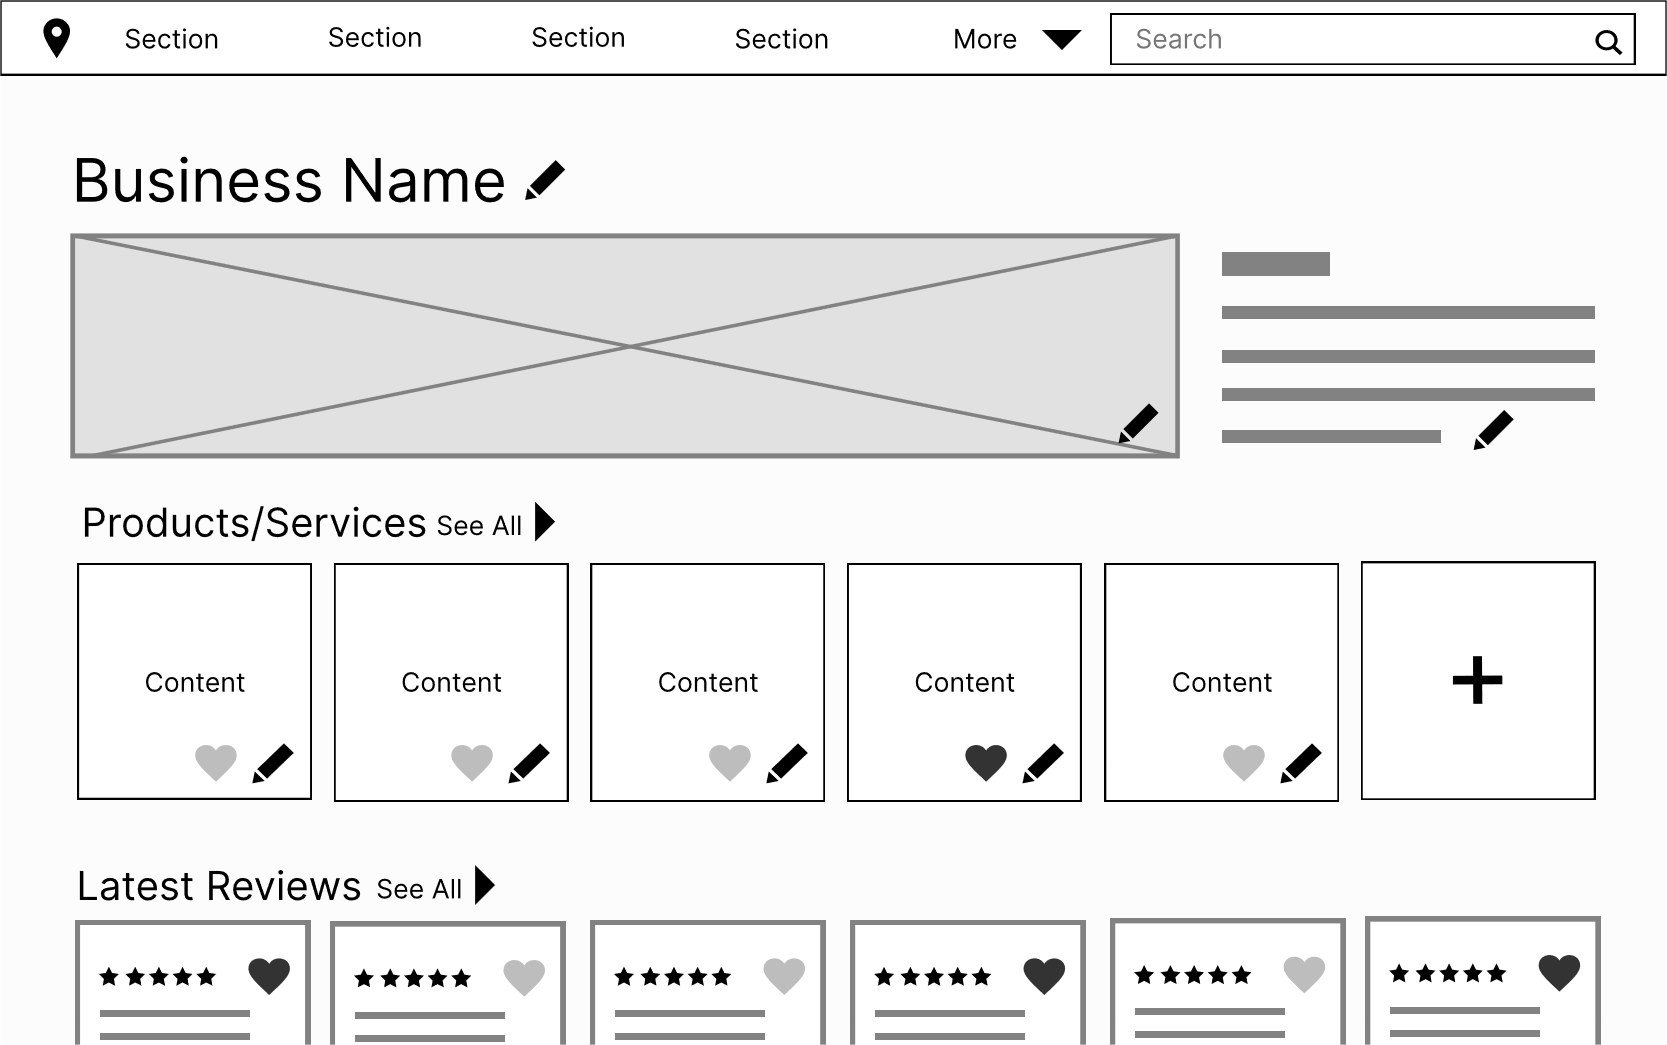 Section Section Section Section More Search
Business Name
Products/Services See All
Content Content Content Content Content
Latest Reviews See All